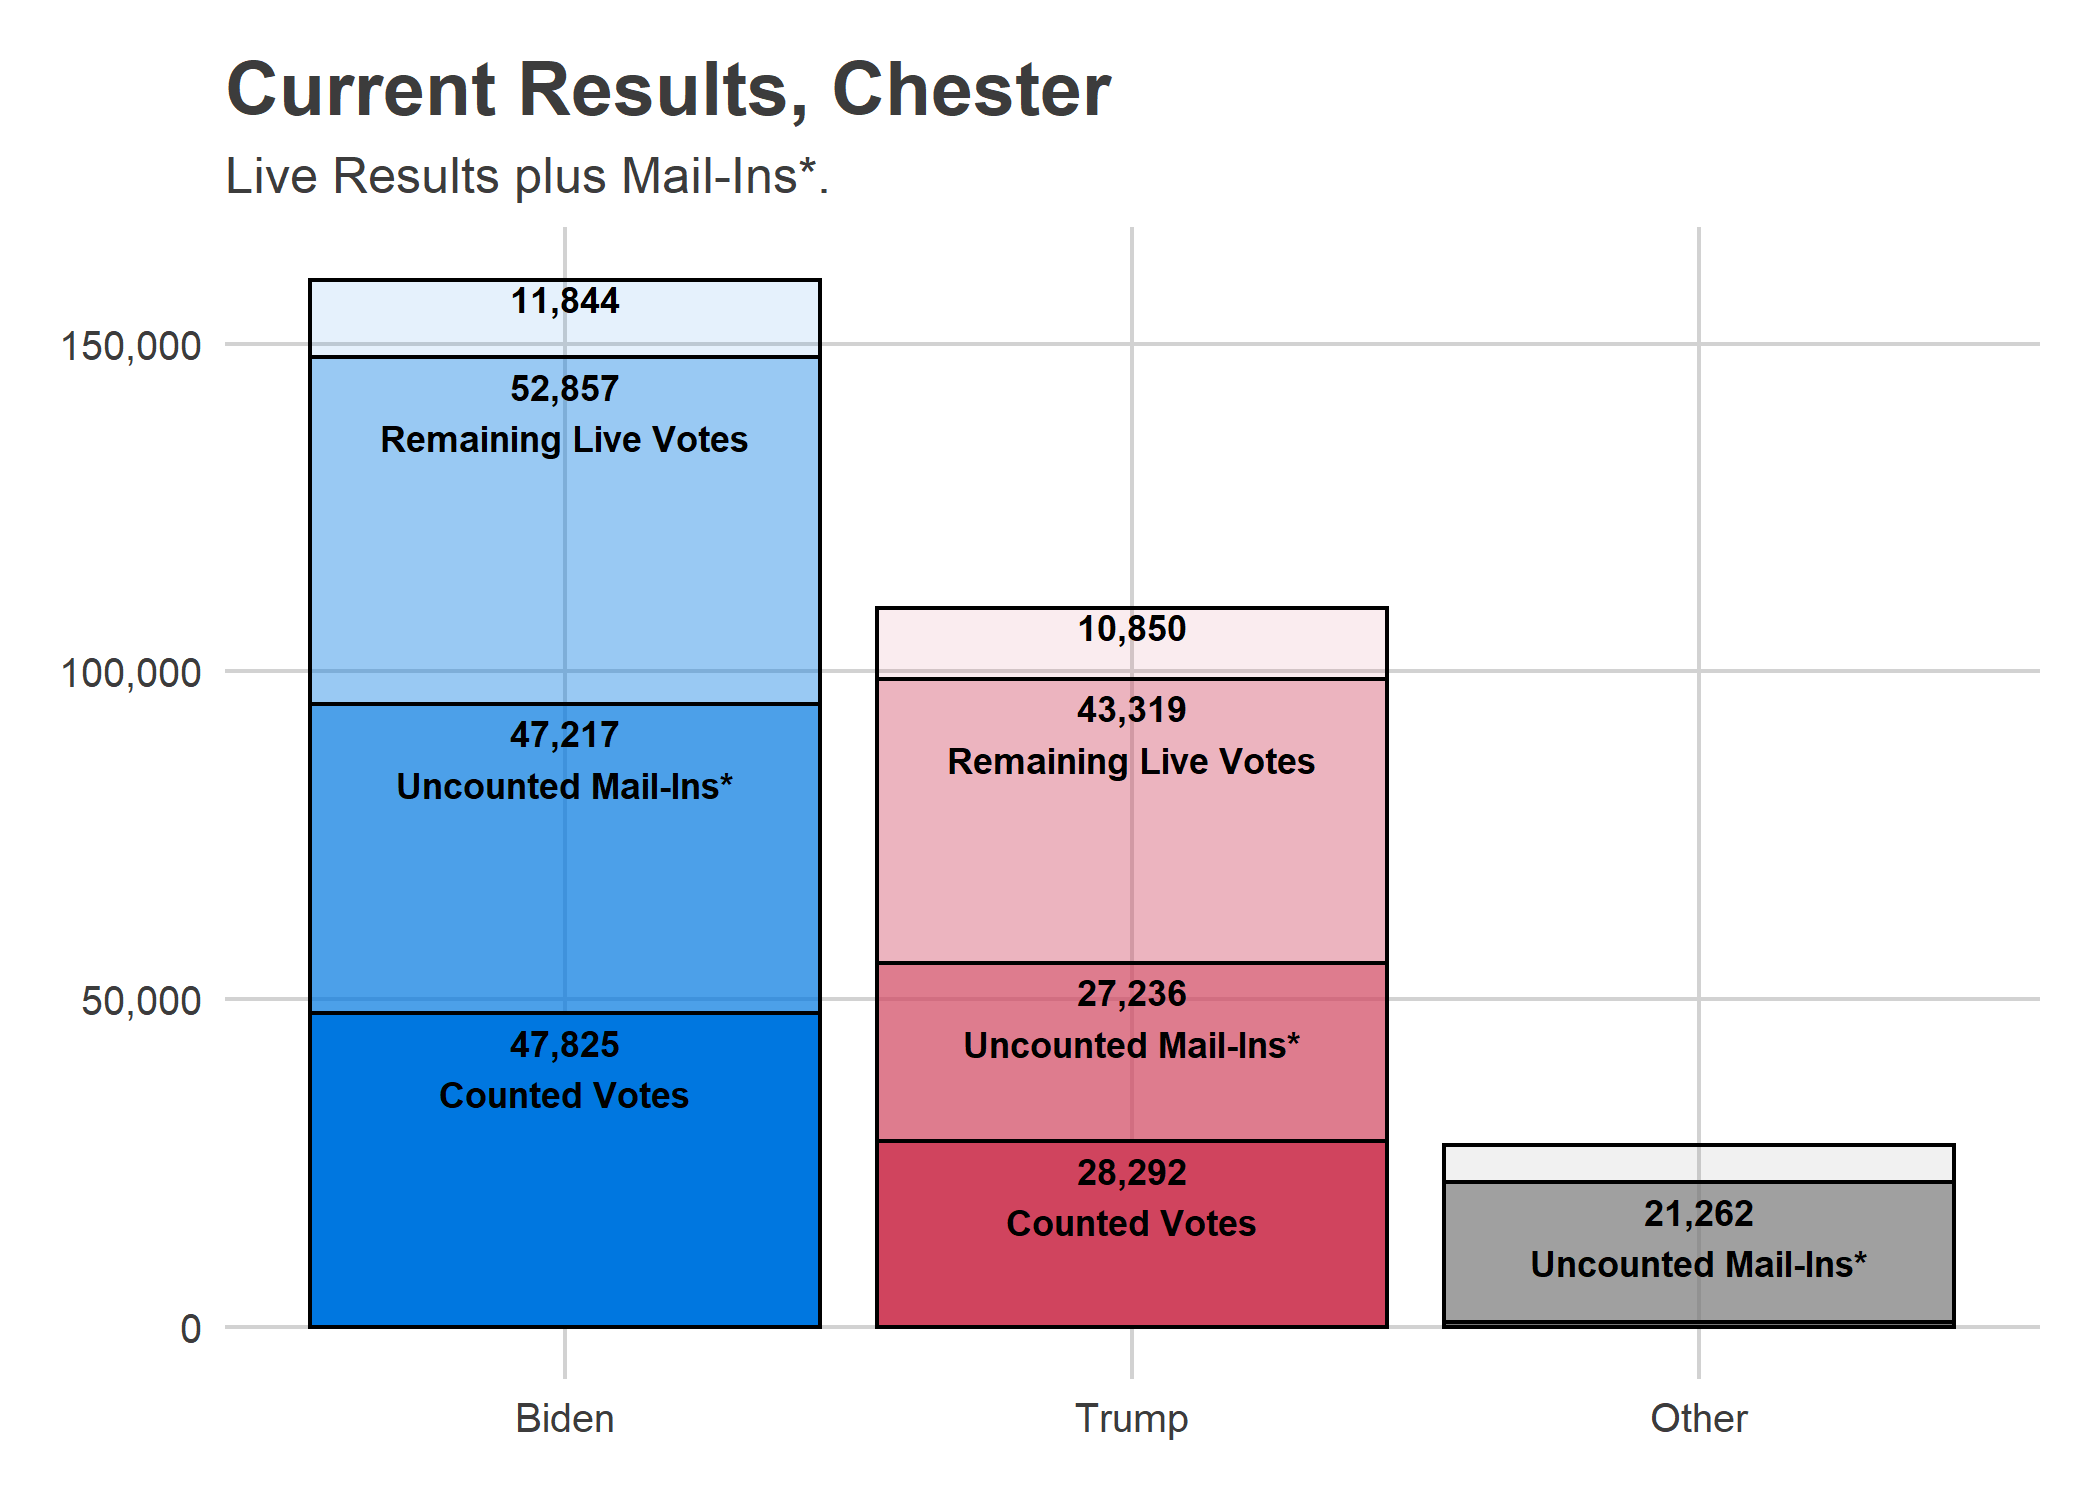 Current Results, Chester
Live Results plus Mail-Ins*.
150,000
100,000
50,000
0
11,844
52,857
Remaining Live Votes
47,217
Uncounted Mail-Ins*
47,825
Counted Votes
10,850
43,319
Remaining Live Votes
27,236
Uncounted Mail-Ins*
28,292
Counted Votes
21,262
Uncounted Mail-Ins*
Biden
Trump
Other